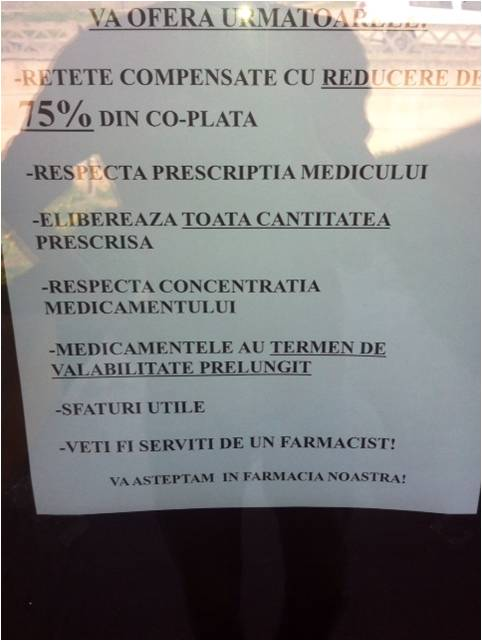 VA OFERA URMATOARELE:
-RETETE COMPENSATE CU REDUCERE DE
75% DIN CO-PLATA
-RESPECTA PRESCRIPTIA MEDICULUI
-ELIBEREAZA TOATA CANTITATEA
PRESCRISA
-RESPECTA CONCENTRATIA
MEDICAMENTULUI
-MEDICAMENTELE AU TERMEN DE
VALABILITATE PRELUNGIT
-SFATURI UTILE
-VETI FI SERVITI DE UN FARMACIST!
VA ASTEPTAM IN FARMACIA NOASTRA!